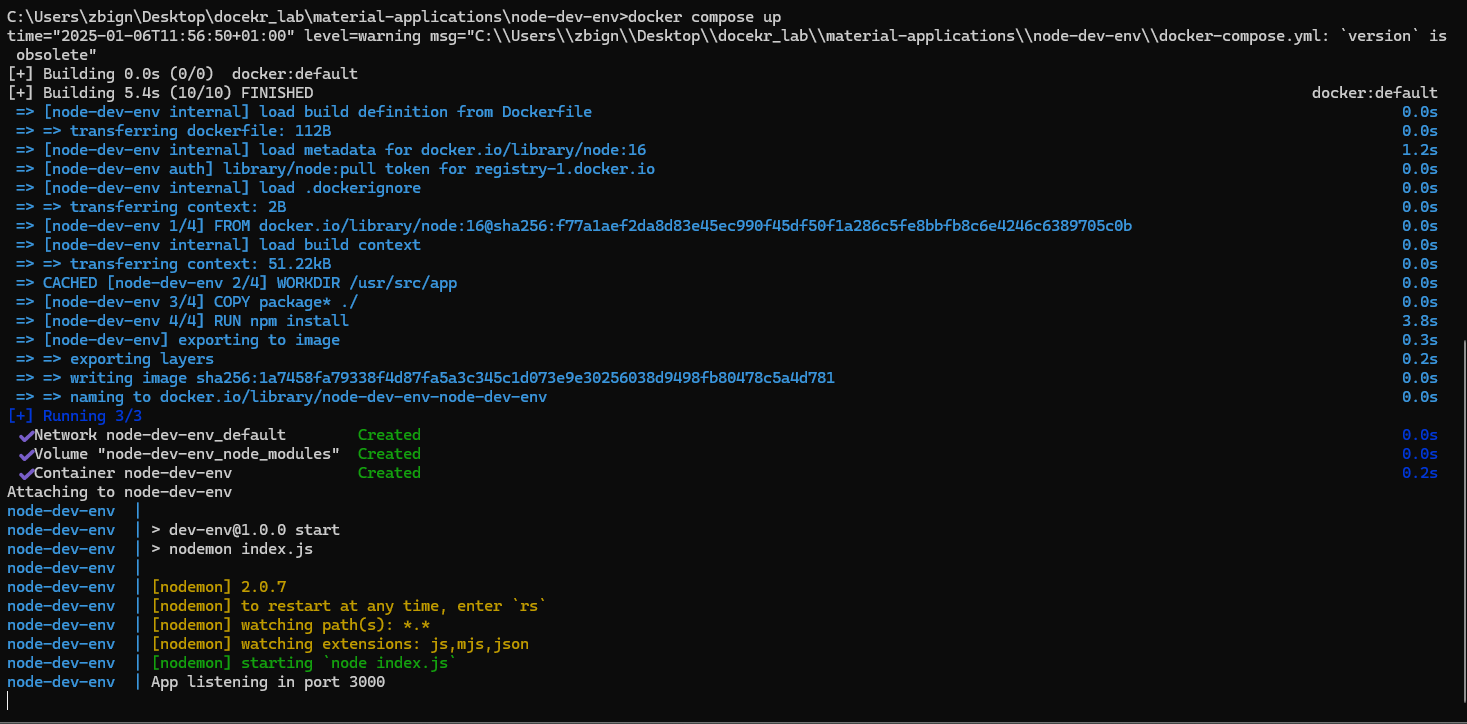 C:\Users\zbign\Desktop\docekr_lab\material-applications\node-dev-env>docker compose up
time="2025-01-06T11:56:50+01:00" level=warning msg="C:\\Users\\zbign\\Desktop\\docekr_lab\\material-applications\\node-dev-env\\docker-compose.yml: `version` is
obsolete"
[+] Building 0.0s (0/0)  docker:default
[+] Building 5.4s (10/10) FINISHED docker:default
=> [node-dev-env internal] load build definition from Dockerfile 0.0s
=> => transferring dockerfile: 112B 0.0s
=> [node-dev-env internal] load metadata for docker.io/library/node:16 1.2s
=> [node-dev-env auth] library/node:pull token for registry-1.docker.io 0.0s
=> [node-dev-env internal] load .dockerignore 0.0s
=> => transferring context: 2B 0.0s
=> [node-dev-env 1/4] FROM docker.io/library/node:16@sha256:f77a1aef2da8d83e45ec990f45df50f1a286c5fe8bbfb8c6e4246c6389705c0b 0.0s
=> [node-dev-env internal] load build context 0.0s
=> => transferring context: 51.22kB 0.0s
=> CACHED [node-dev-env 2/4] WORKDIR /usr/src/app 0.0s
=> [node-dev-env 3/4] COPY package* ./ 0.0s
=> [node-dev-env 4/4] RUN npm install 3.8s
=> [node-dev-env] exporting to image 0.3s
=> => exporting layers 0.2s
=> => writing image sha256:1a7458fa79338f4d87fa5a3c345c1d073e9e30256038d9498fb80478c5a4d781 0.0s
=> => naming to docker.io/library/node-dev-env-node-dev-env 0.0s
[+] Running 3/3
✔Network node-dev-env_default Created 0.0s
✔Volume "node-dev-env_node_modules" Created 0.0s
✔Container node-dev-env Created 0.2s
Attaching to node-dev-env
node-dev-env  |
node-dev-env  | > dev-env@1.0.0 start
node-dev-env  | > nodemon index.js
node-dev-env  |
node-dev-env  | [nodemon] 2.0.7
node-dev-env  | [nodemon] to restart at any time, enter `rs`
node-dev-env  | [nodemon] watching path(s): *.*
node-dev-env  | [nodemon] watching extensions: js,mjs,json
node-dev-env  | [nodemon] starting `node index.js`
node-dev-env  | App listening in port 3000